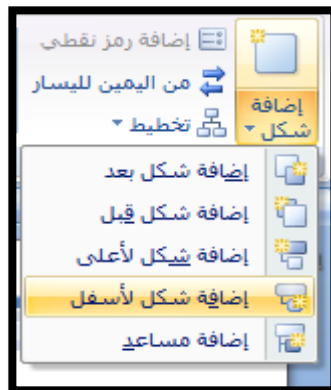 إضافة رمز نقطي
من اليمين لليسار
تخطيط
إضافة
شكل
إضافة شكل بعد
إضافة شكل قبل
إضافة شكل لأعلى
إضافة شكل لأسفل
إضافة مساعد